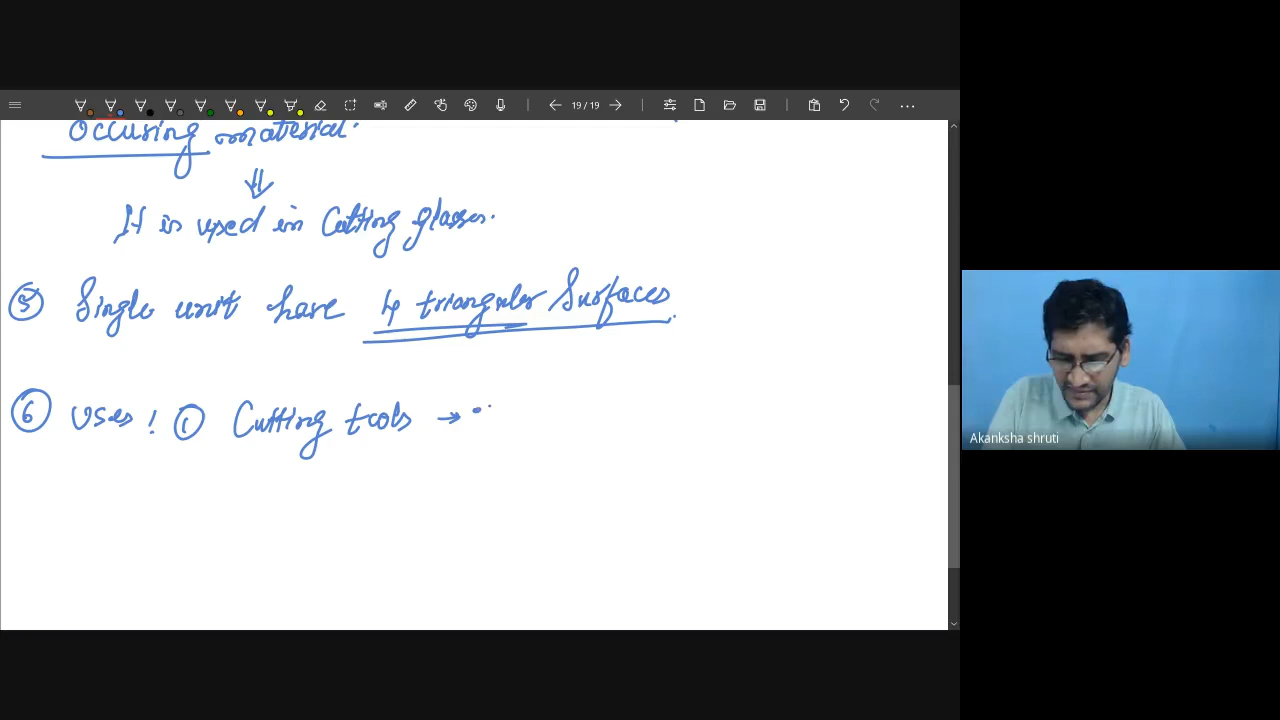 19 / 19
Occuring material.
It is used in Cutting glasses.
5 Single unit have 4 triangular Surfaces.
6 Uses : 1 Cutting tools →
Akanksha shruti